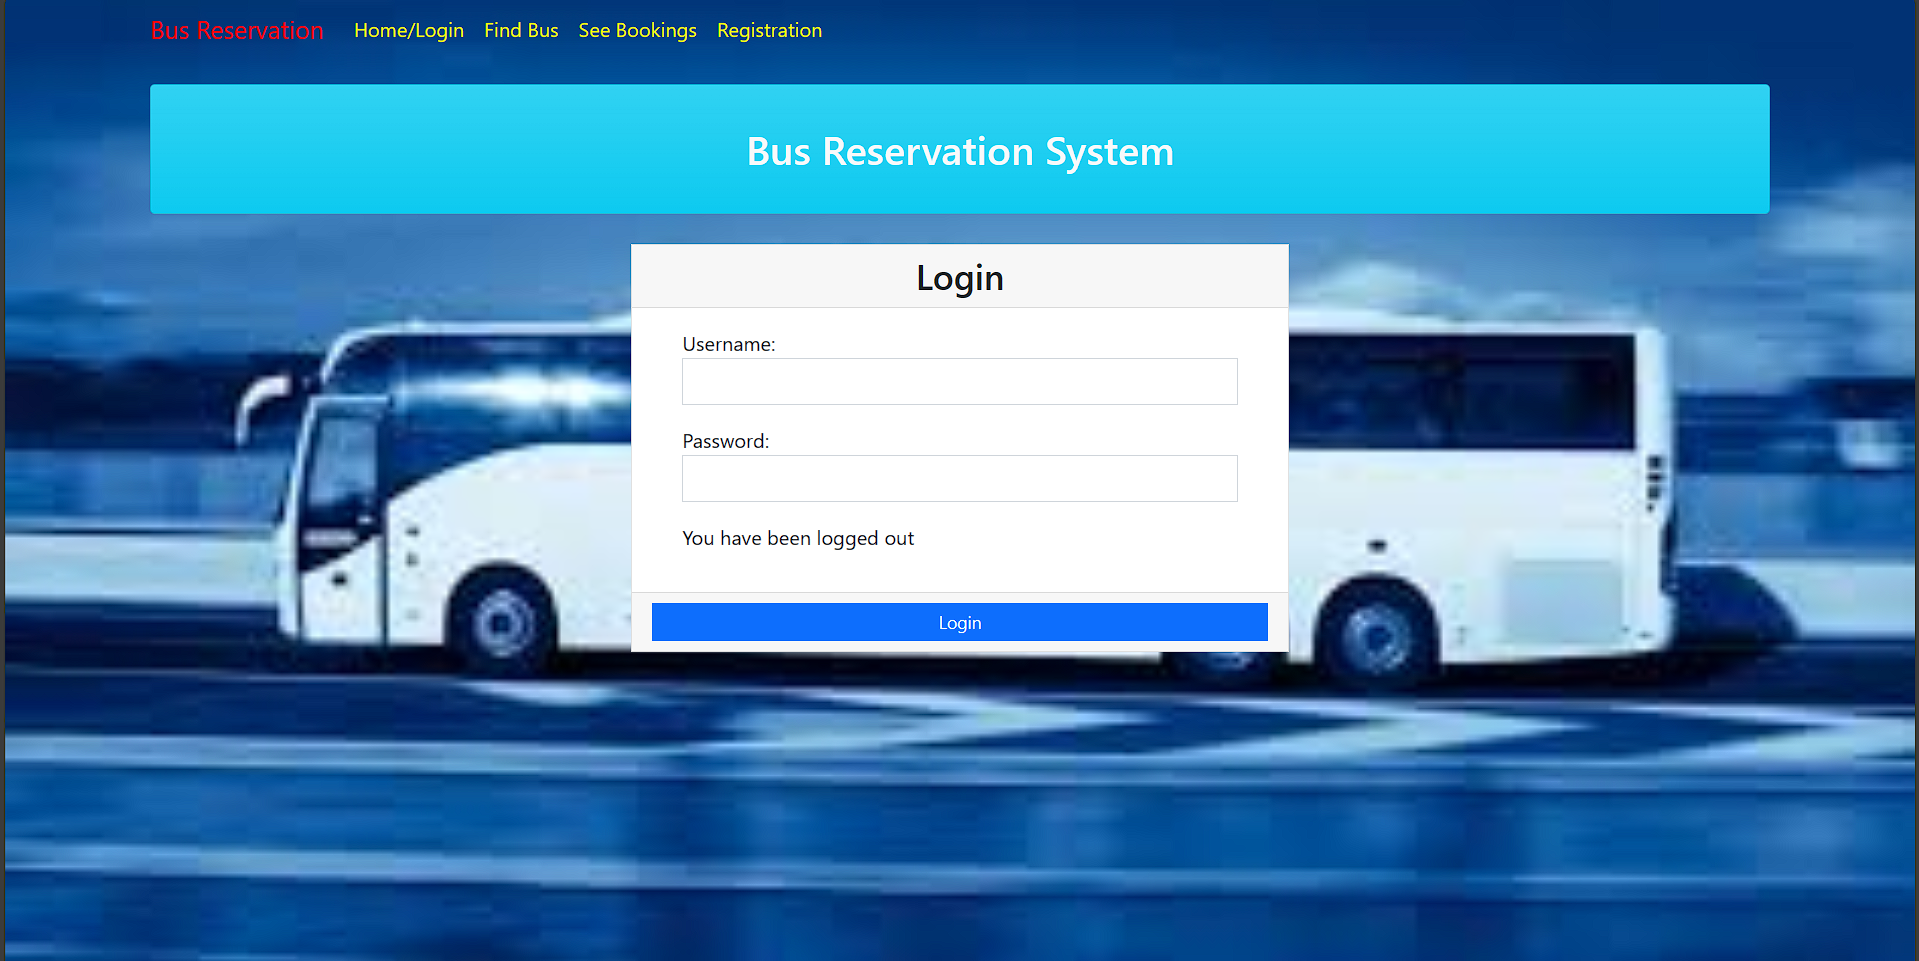 Bus Reservation Home/Login Find Bus See Bookings Registration
Bus Reservation System
Login
Username:
Password:
You have been logged out
Login